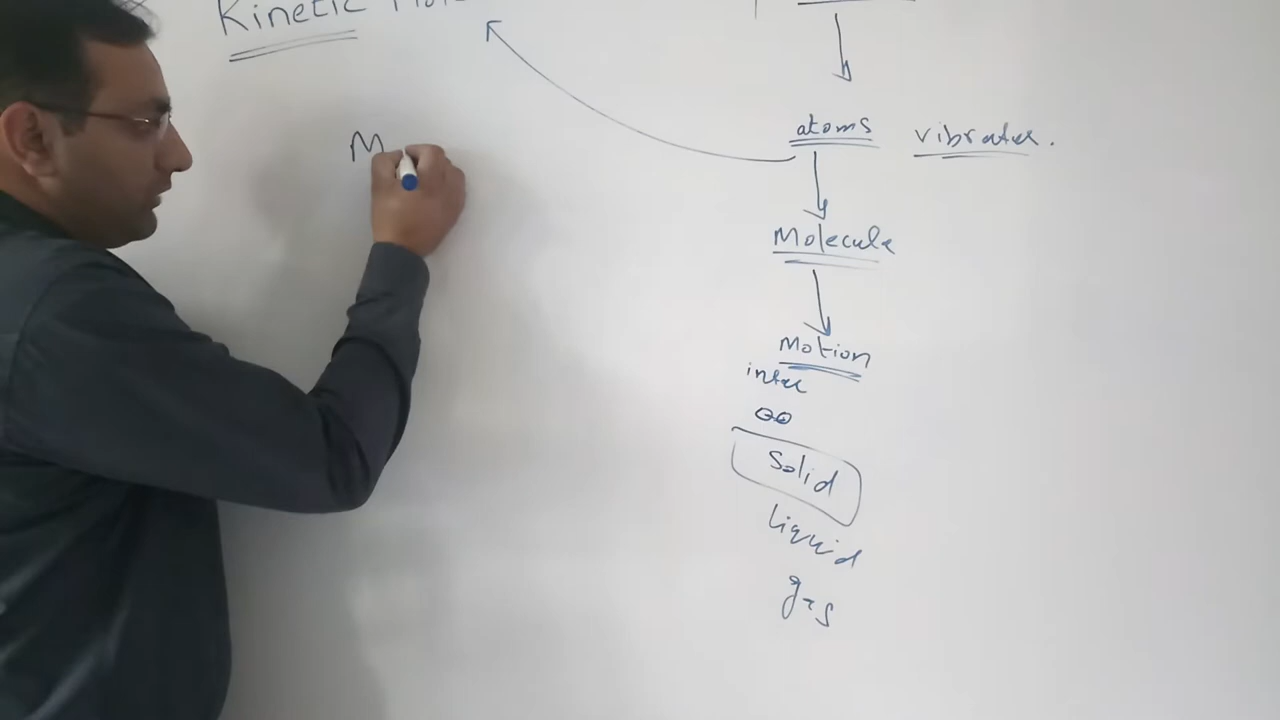 Kinetic
atoms vibrates.
Molecule
Motion
inter
Solid
liquid
gas
M